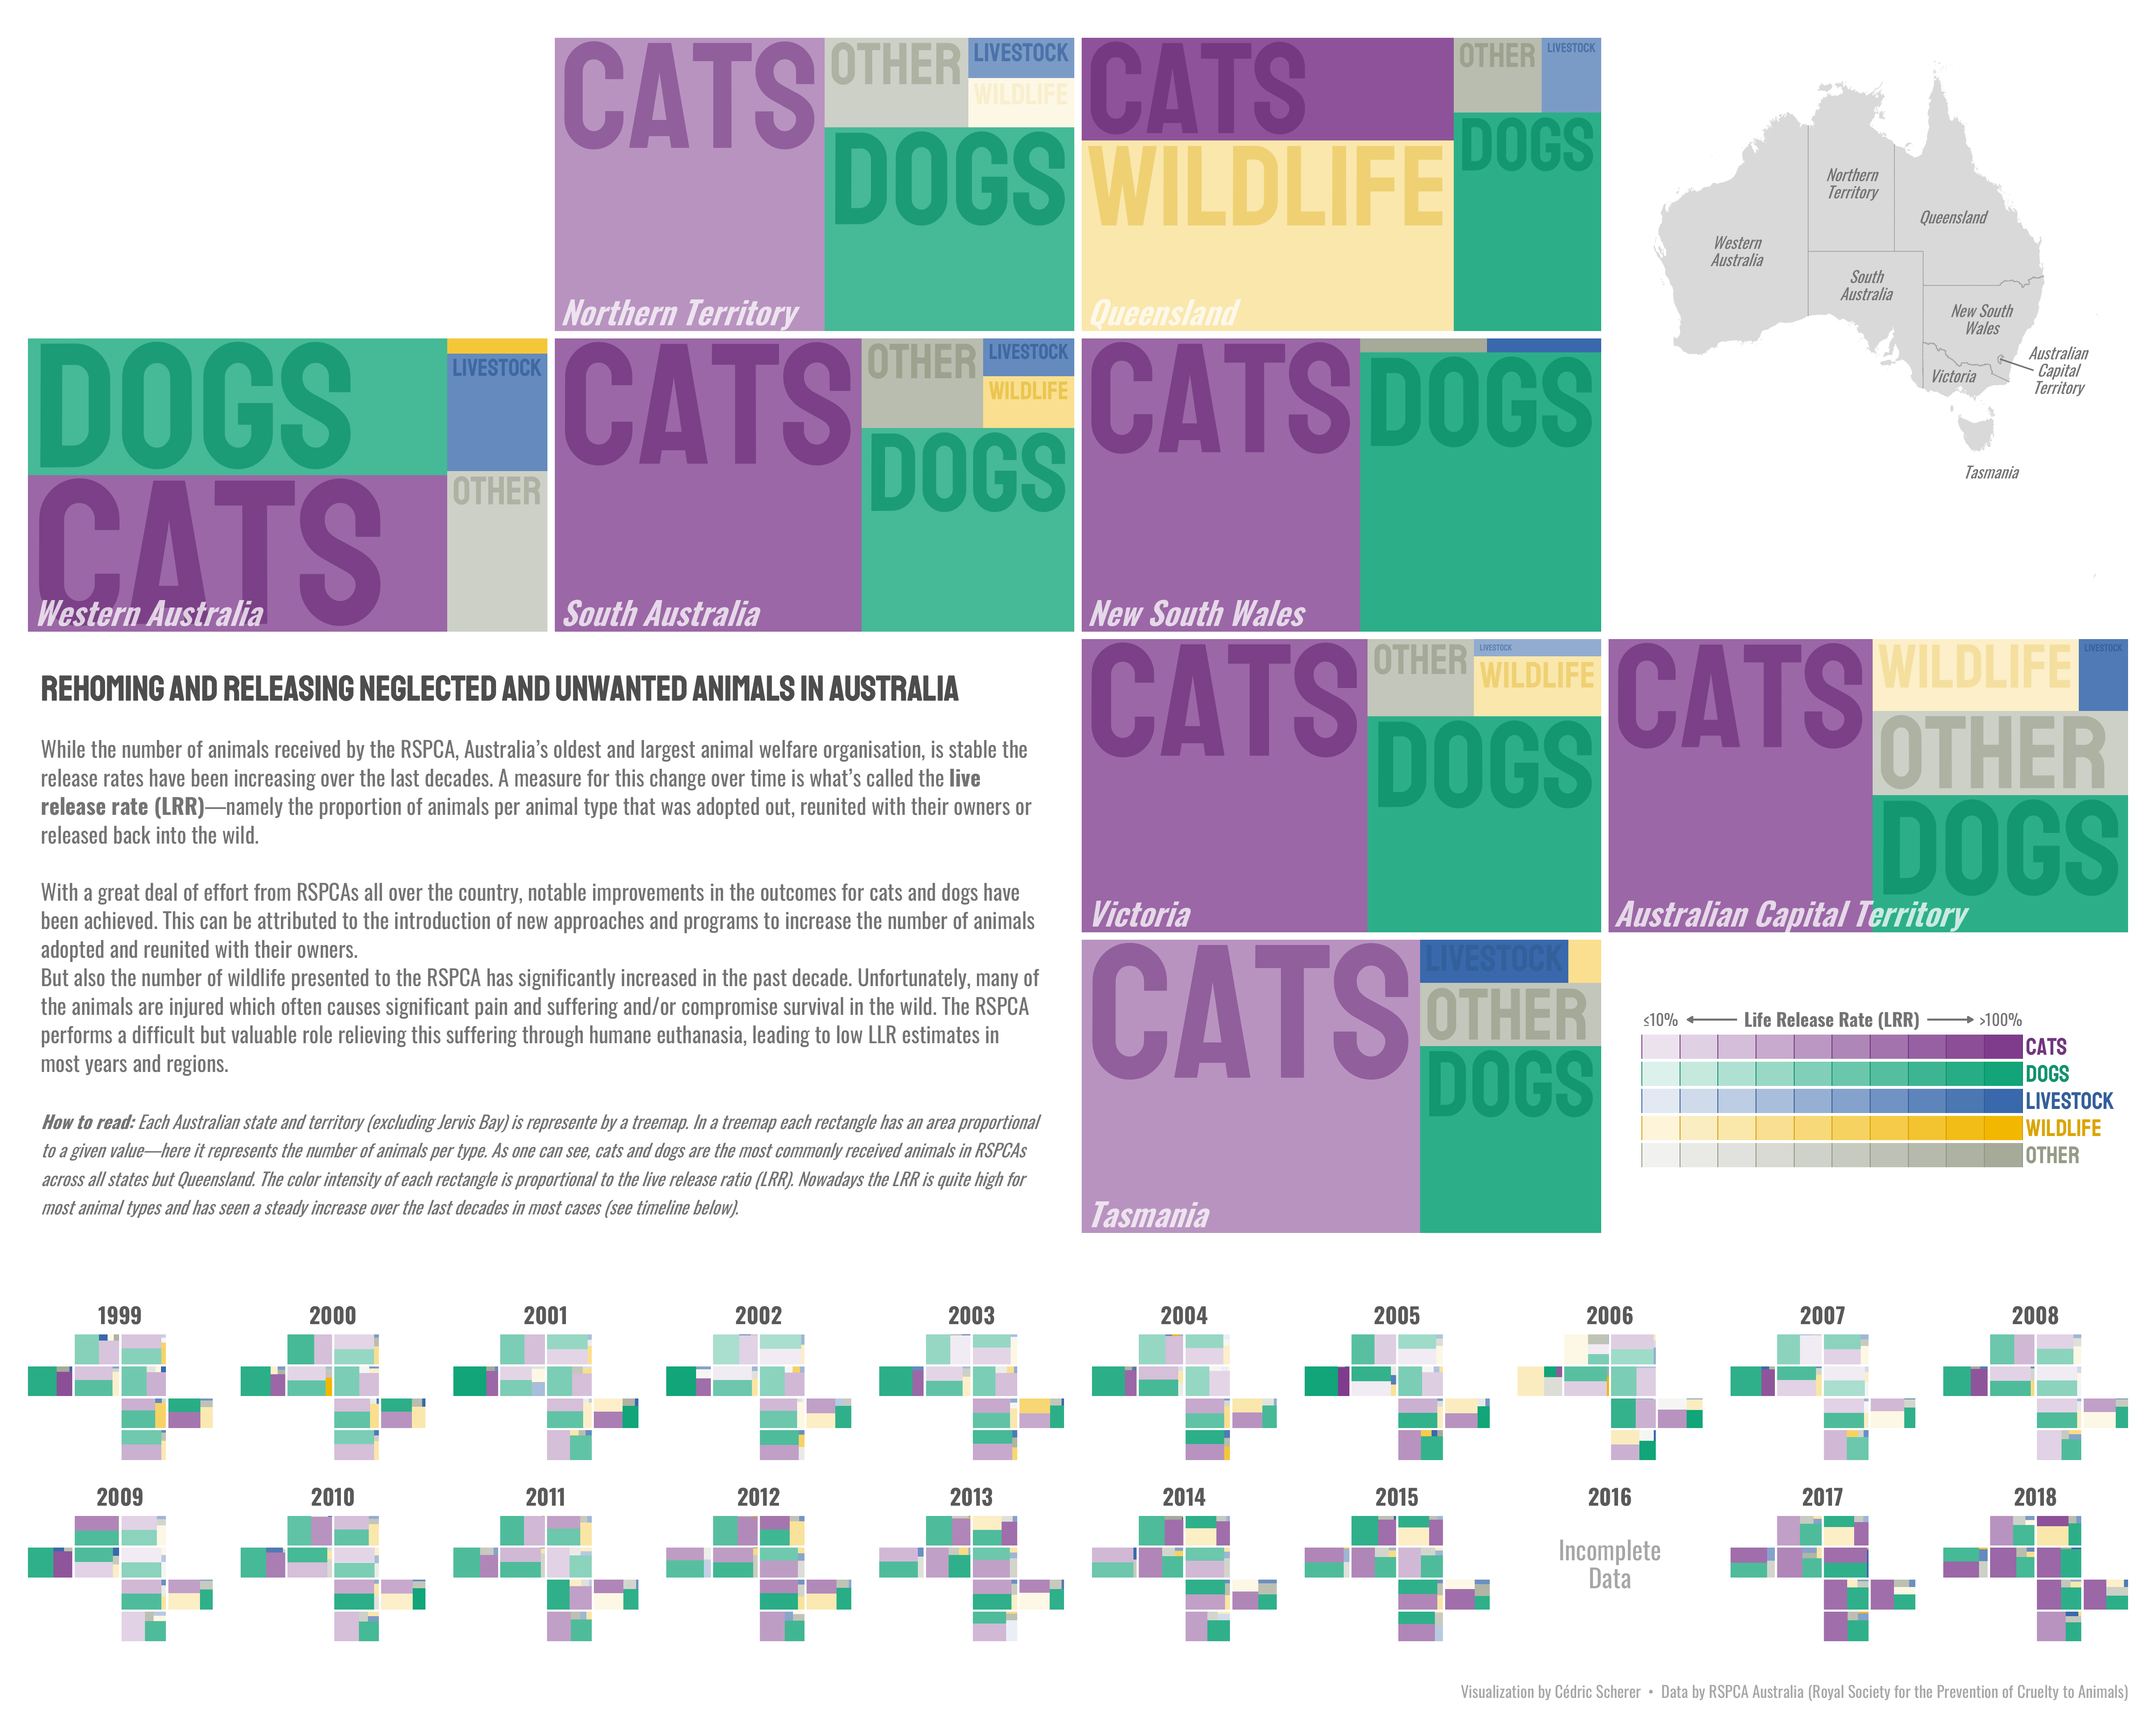 CATS
OTHER
LIVESTOCK
WILDLIFE
DOGS
Northern Territory
CATS
OTHER
LIVESTOCK
WILDLIFE
DOGS
Queensland
Northern
Territory
Queensland
Western
Australia
South
Australia
New South
Wales
Australian
Capital
Territory
Victoria
Tasmania
DOGS
LIVESTOCK
CATS
OTHER
Western Australia
CATS
OTHER
LIVESTOCK
WILDLIFE
DOGS
South Australia
CATS
DOGS
New South Wales
REHOMING AND RELEASING NEGLECTED AND UNWANTED ANIMALS IN AUSTRALIA
While the number of animals received by the RSPCA, Australia's oldest and largest animal welfare organisation, is stable the
release rates have been increasing over the last decades. A measure for this change over time is what's called the live
release rate (LRR)—namely the proportion of animals per animal type that was adopted out, reunited with their owners or
released back into the wild.
With a great deal of effort from RSPCAs all over the country, notable improvements in the outcomes for cats and dogs have
been achieved. This can be attributed to the introduction of new approaches and programs to increase the number of animals
adopted and reunited with their owners.
But also the number of wildlife presented to the RSPCA has significantly increased in the past decade. Unfortunately, many of
the animals are injured which often causes significant pain and suffering and/or compromise survival in the wild. The RSPCA
performs a difficult but valuable role relieving this suffering through humane euthanasia, leading to low LLR estimates in
most years and regions.
How to read: Each Australian state and territory (excluding Jervis Bay) is represente by a treemap. In a treemap each rectangle has an area proportional
to a given value—here it represents the number of animals per type. As one can see, cats and dogs are the most commonly received animals in RSPCAs
across all states but Queensland. The color intensity of each rectangle is proportional to the live release ratio (LRR). Nowadays the LRR is quite high for
most animal types and has seen a steady increase over the last decades in most cases (see timeline below).
CATS
OTHER
LIVESTOCK
WILDLIFE
DOGS
Victoria
CATS
WILDLIFE
LIVESTOCK
OTHER
DOGS
Australian Capital Territory
CATS
LIVESTOCK
OTHER
DOGS
Tasmania
≤10% Life Release Rate (LRR) >100%
CATS
DOGS
LIVESTOCK
WILDLIFE
OTHER
1999 2000 2001 2002 2003 2004 2005 2006 2007 2008
2009 2010 2011 2012 2013 2014 2015 2016 2017 2018
Incomplete
Data
Visualization by Cédric Scherer • Data by RSPCA Australia (Royal Society for the Prevention of Cruelty to Animals)